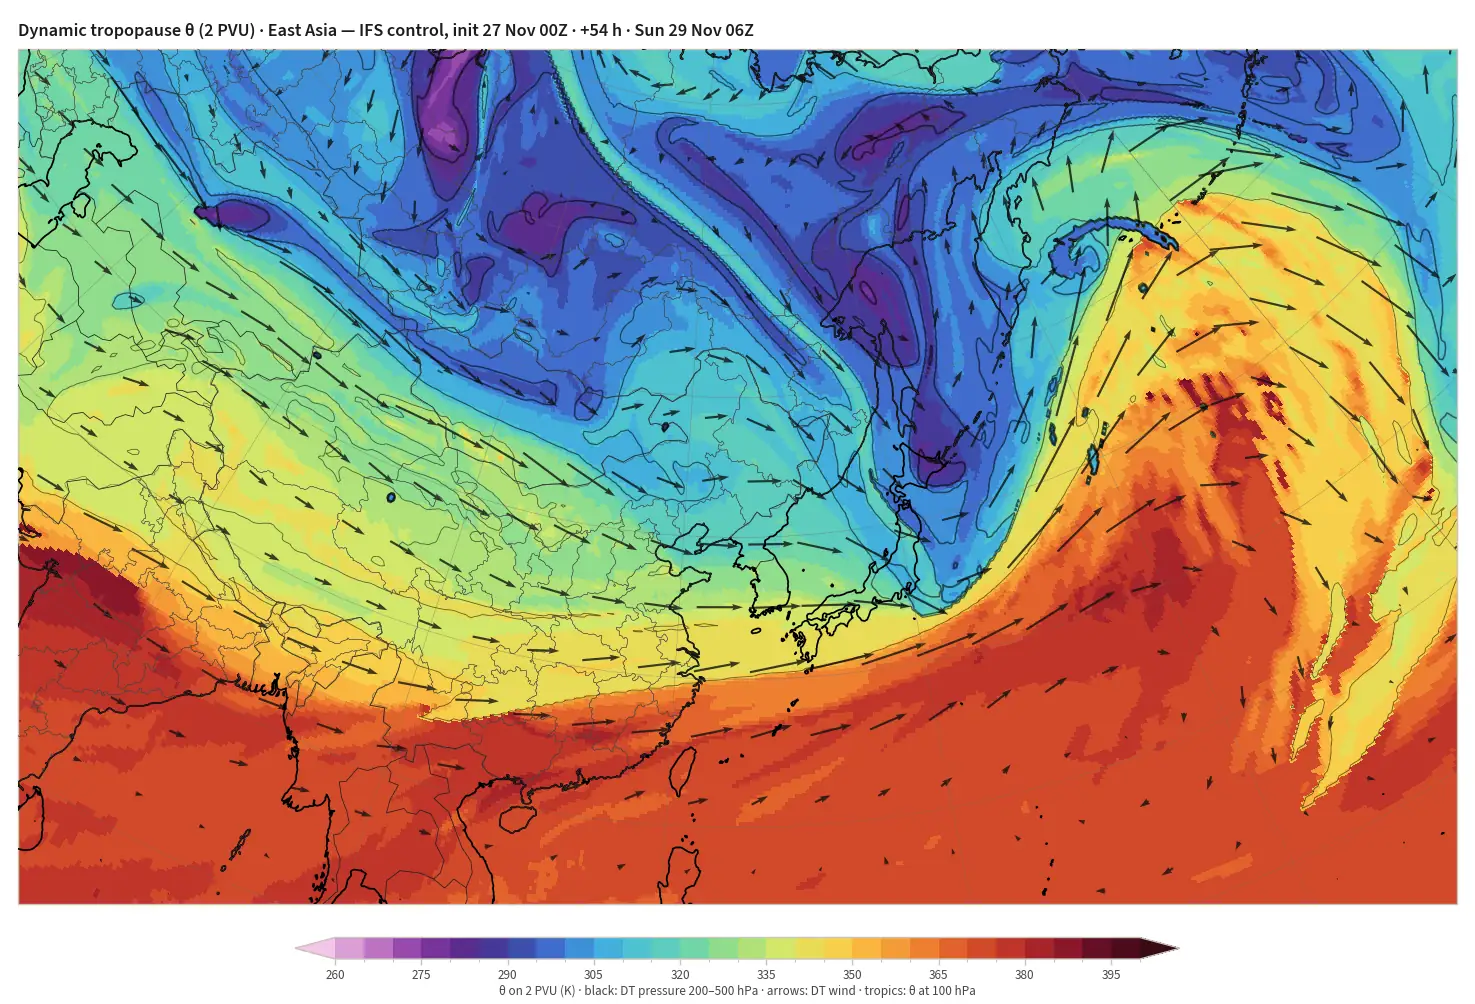 Dynamic tropopause θ (2 PVU) · East Asia — IFS control, init 27 Nov 00Z · +54 h · Sun 29 Nov 06Z
260 275 290 305 320 335 350 365 380 395
θ on 2 PVU (K) · black: DT pressure 200–500 hPa · arrows: DT wind · tropics: θ at 100 hPa